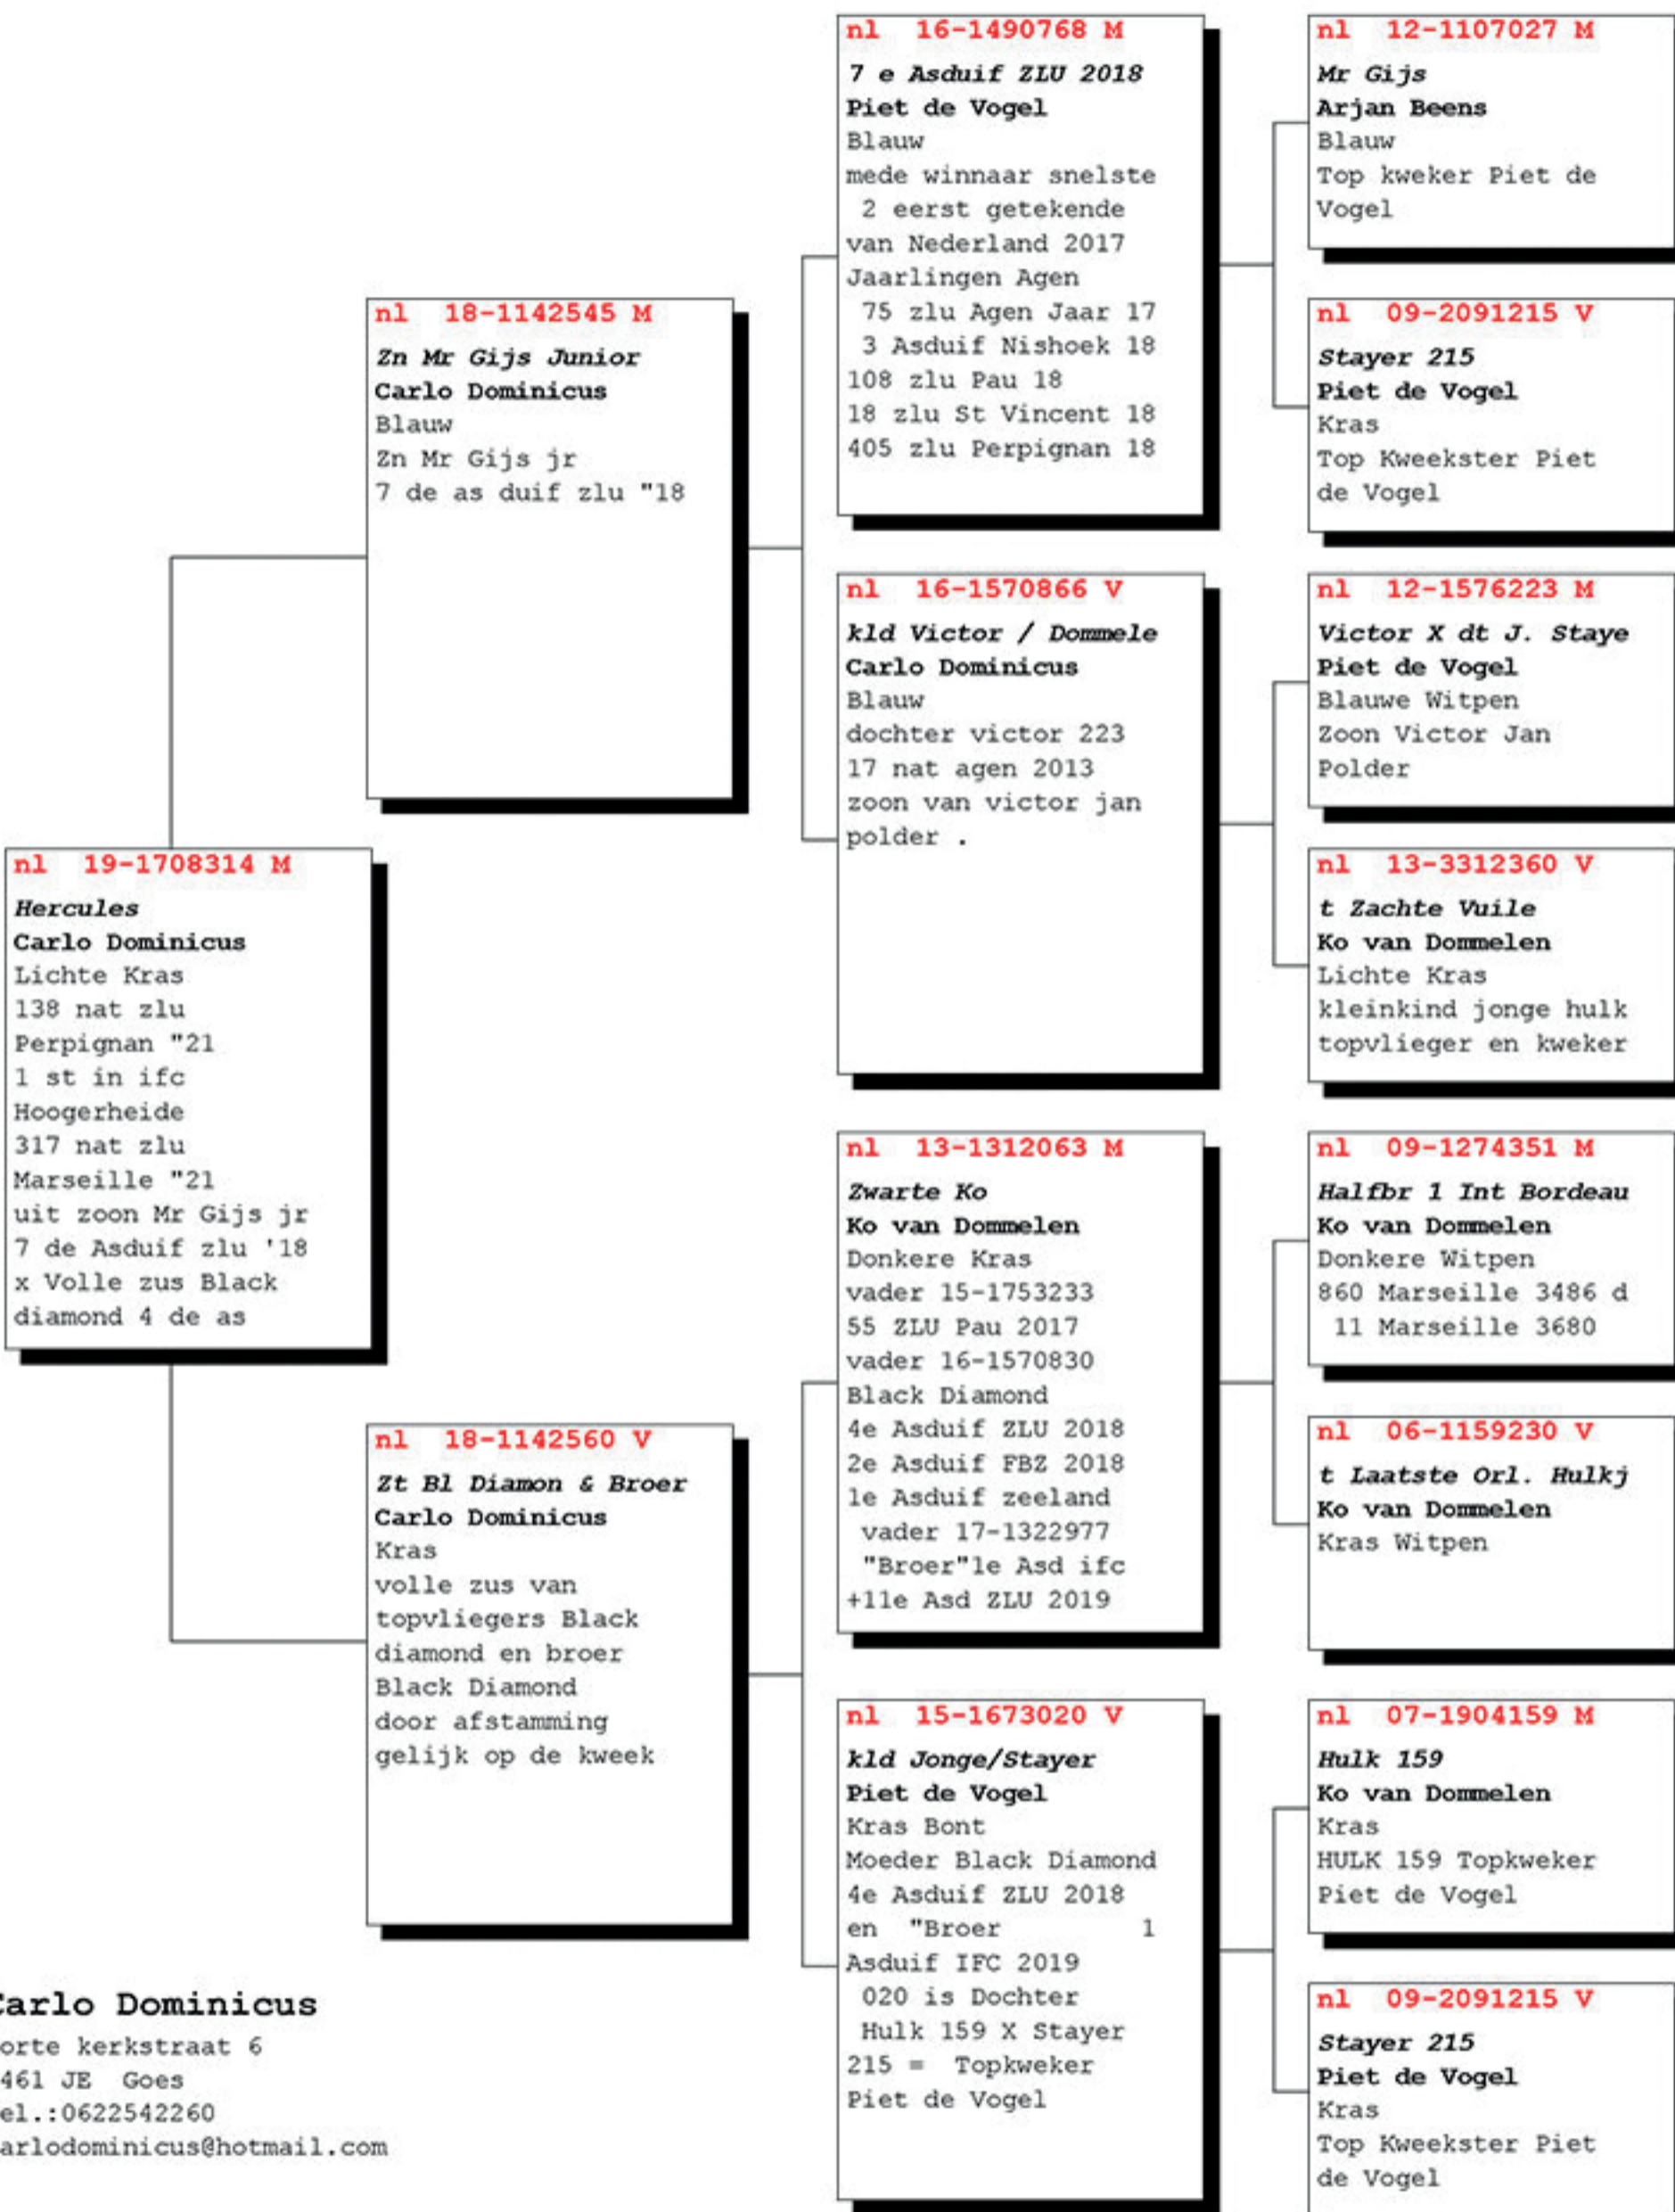 nl 19-1708314 M
Hercules
Carlo Dominicus
Lichte Kras
138 nat zlu
Perpignan "21
1 st in ifc
Hoogerheide
317 nat zlu
Marseille "21
uit zoon Mr Gijs jr
7 de Asduif zlu '18
x Volle zus Black
diamond 4 de as
nl 18-1142545 M
Zn Mr Gijs Junior
Carlo Dominicus
Blauw
Zn Mr Gijs jr
7 de as duif zlu "18
nl 18-1142560 V
Zt Bl Diamon & Broer
Carlo Dominicus
Kras
volle zus van
topvliegers Black
diamond en broer
Black Diamond
door afstamming
gelijk op de kweek
nl 16-1490768 M
7 e Asduif ZLU 2018
Piet de Vogel
Blauw
mede winnaar snelste
2 eerst getekende
van Nederland 2017
Jaarlingen Agen
75 zlu Agen Jaar 17
3 Asduif Nishoek 18
108 zlu Pau 18
18 zlu St Vincent 18
405 zlu Perpignan 18
nl 16-1570866 V
kld Victor / Dommele
Carlo Dominicus
Blauw
dochter victor 223
17 nat agen 2013
zoon van victor jan
polder .
nl 13-1312063 M
Zwarte Ko
Ko van Dommelen
Donkere Kras
vader 15-1753233
55 ZLU Pau 2017
vader 16-1570830
Black Diamond
4e Asduif ZLU 2018
2e Asduif FBZ 2018
1e Asduif zeeland
vader 17-1322977
"Broer"1e Asd ifc
+11e Asd ZLU 2019
nl 15-1673020 V
kld Jonge/Stayer
Piet de Vogel
Kras Bont
Moeder Black Diamond
4e Asduif ZLU 2018
en "Broer 1
Asduif IFC 2019
020 is Dochter
Hulk 159 X Stayer
215 = Topkweker
Piet de Vogel
nl 12-1107027 M
Mr Gijs
Arjan Beens
Blauw
Top kweker Piet de
Vogel
nl 09-2091215 V
Stayer 215
Piet de Vogel
Kras
Top Kweekster Piet
de Vogel
nl 12-1576223 M
Victor X dt J. Staye
Piet de Vogel
Blauwe Witpen
Zoon Victor Jan
Polder
nl 13-3312360 V
t Zachte Vuile
Ko van Dommelen
Lichte Kras
kleinkind jonge hulk
topvlieger en kweker
nl 09-1274351 M
Halfbr 1 Int Bordeau
Ko van Dommelen
Donkere Witpen
860 Marseille 3486 d
11 Marseille 3680
nl 06-1159230 V
t Laatste Orl. Hulkj
Ko van Dommelen
Kras Witpen
nl 07-1904159 M
Hulk 159
Ko van Dommelen
Kras
HULK 159 Topkweker
Piet de Vogel
nl 09-2091215 V
Stayer 215
Piet de Vogel
Kras
Top Kweekster Piet
de Vogel
Carlo Dominicus
orte kerkstraat 6
461 JE Goes
el.:0622542260
arlodominicus@hotmail.com